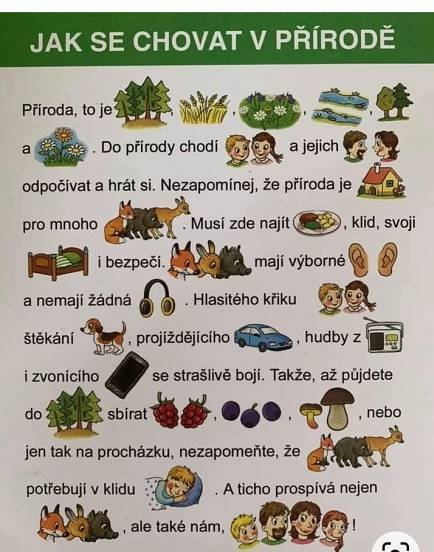 JAK SE CHOVAT V PŘÍRODĚ
Příroda, to je , , , ,
a . Do přírody chodí a jejich
odpočívat a hrát si. Nezapomínej, že příroda je
pro mnoho . Musí zde najít , klid, svoji
i bezpečí. mají výborné
a nemají žádná . Hlasitého křiku
štěkání , projíždějícího , hudby z
i zvonícího se strašlivě bojí. Takže, až půjdete
do sbírat , , , nebo
jen tak na procházku, nezapomeňte, že
potřebují v klidu . A ticho prospívá nejen
, ale také nám, !